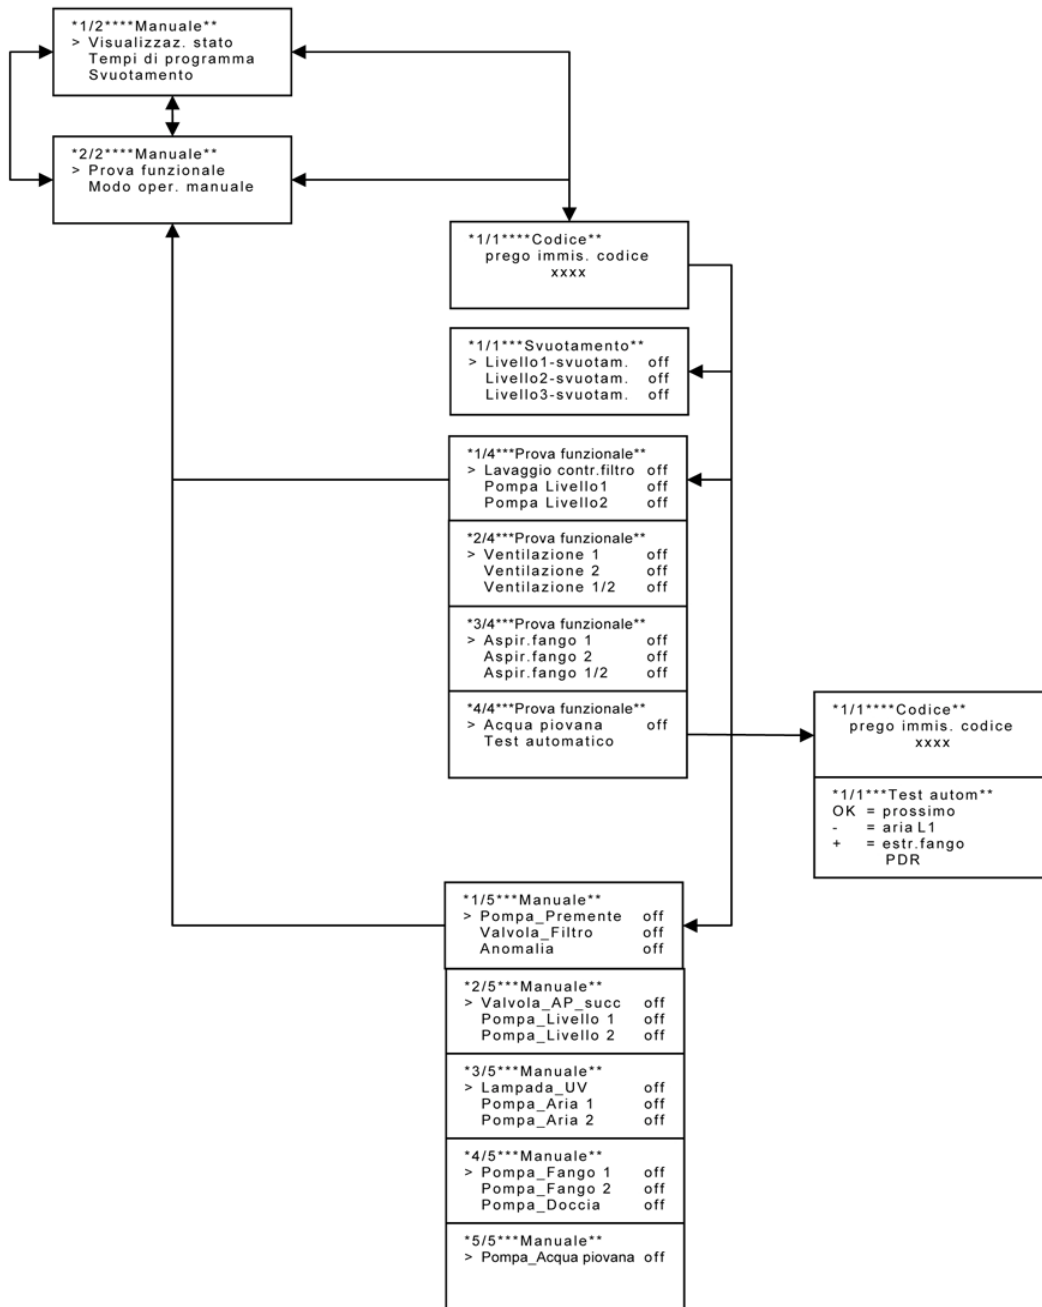 *1/2****Manuale**
> Visualizzaz. stato
Tempi di programma
Svuotamento
*2/2****Manuale**
> Prova funzionale
Modo oper. manuale
*1/1****Codice**
prego immis. codice
xxxx
*1/1***Svuotamento**
> Livello1-svuotam. off
Livello2-svuotam. off
Livello3-svuotam. off
*1/4***Prova funzionale**
> Lavaggio contr.filtro off
Pompa Livello1 off
Pompa Livello2 off
*2/4***Prova funzionale**
> Ventilazione 1 off
Ventilazione 2 off
Ventilazione 1/2 off
*3/4***Prova funzionale**
> Aspir.fango 1 off
Aspir.fango 2 off
Aspir.fango 1/2 off
*4/4***Prova funzionale**
> Acqua piovana off
Test automatico
*1/1****Codice**
prego immis. codice
xxxx
*1/1***Test autom**
OK = prossimo
- = aria L1
+ = estr.fango
PDR
*1/5***Manuale**
> Pompa_Premente off
Valvola_Filtro off
Anomalia off
*2/5***Manuale**
> Valvola_AP_succ off
Pompa_Livello 1 off
Pompa_Livello 2 off
*3/5***Manuale**
> Lampada_UV off
Pompa_Aria 1 off
Pompa_Aria 2 off
*4/5***Manuale**
> Pompa_Fango 1 off
Pompa_Fango 2 off
Pompa_Doccia off
*5/5***Manuale**
> Pompa_Acqua piovana off